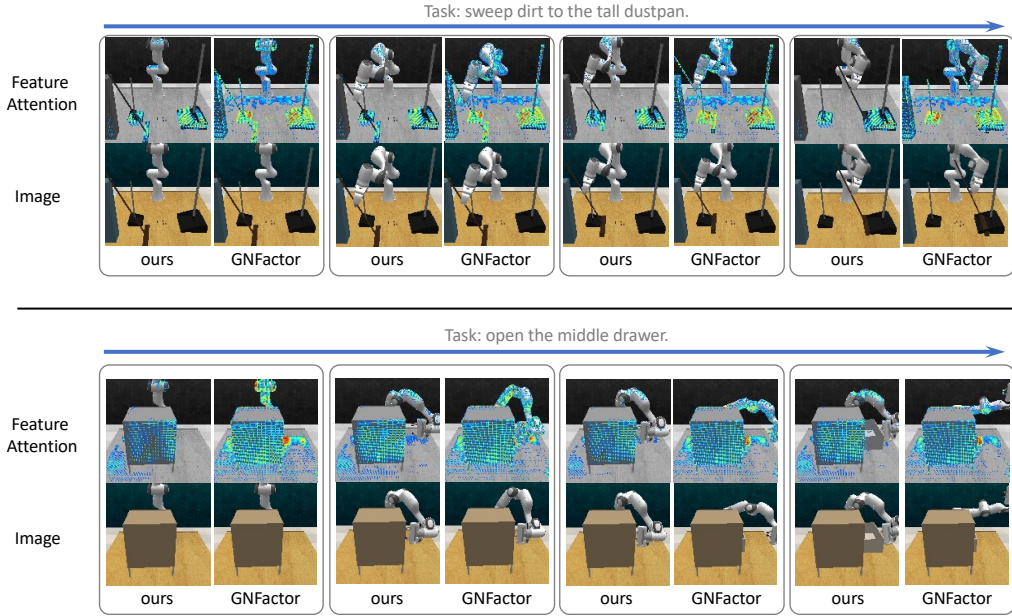 Task: sweep dirt to the tall dustpan.
Feature
Attention
Image
ours GNFactor ours GNFactor ours GNFactor ours GNFactor
Task: open the middle drawer.
Feature
Attention
Image
ours GNFactor ours GNFactor ours GNFactor ours GNFactor